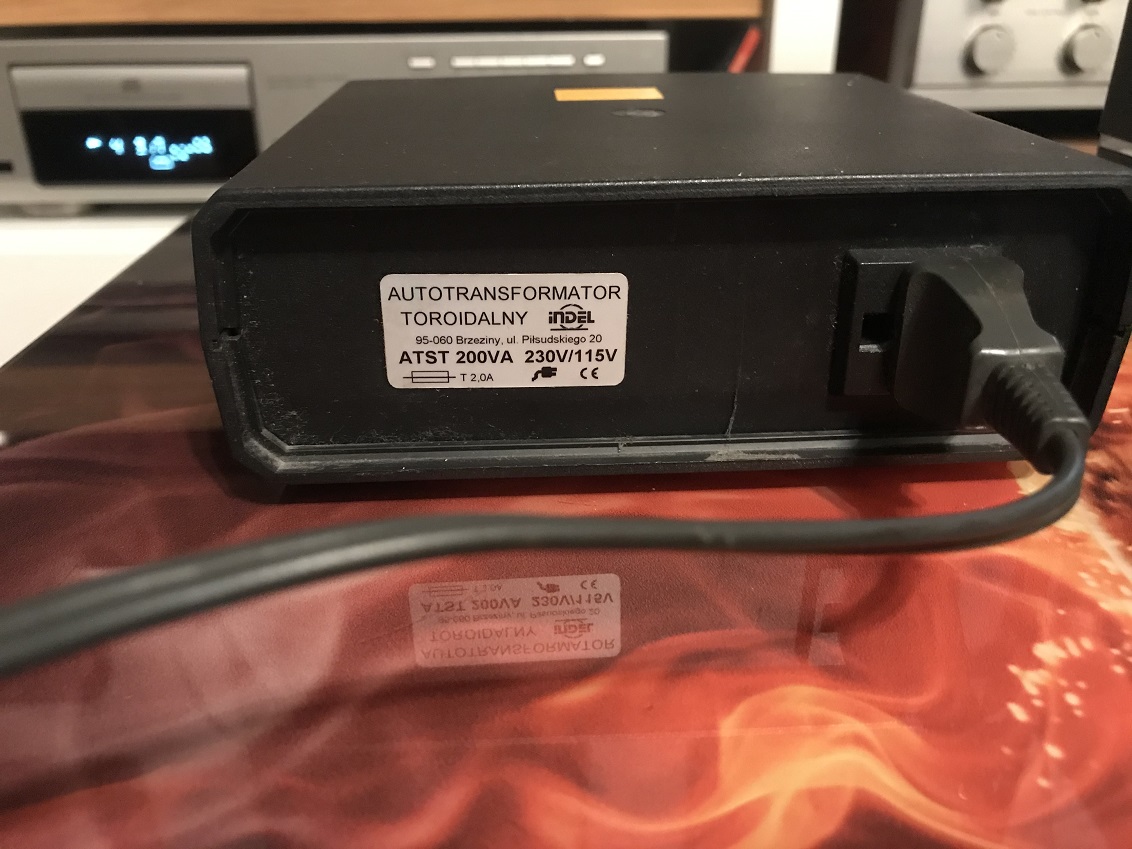 AUTOTRANSFORMATOR
TOROIDALNY iNDEL
95-060 Brzeziny, ul. Piłsudskiego 20
ATST 200VA 230V/115V
T 2,0A CE